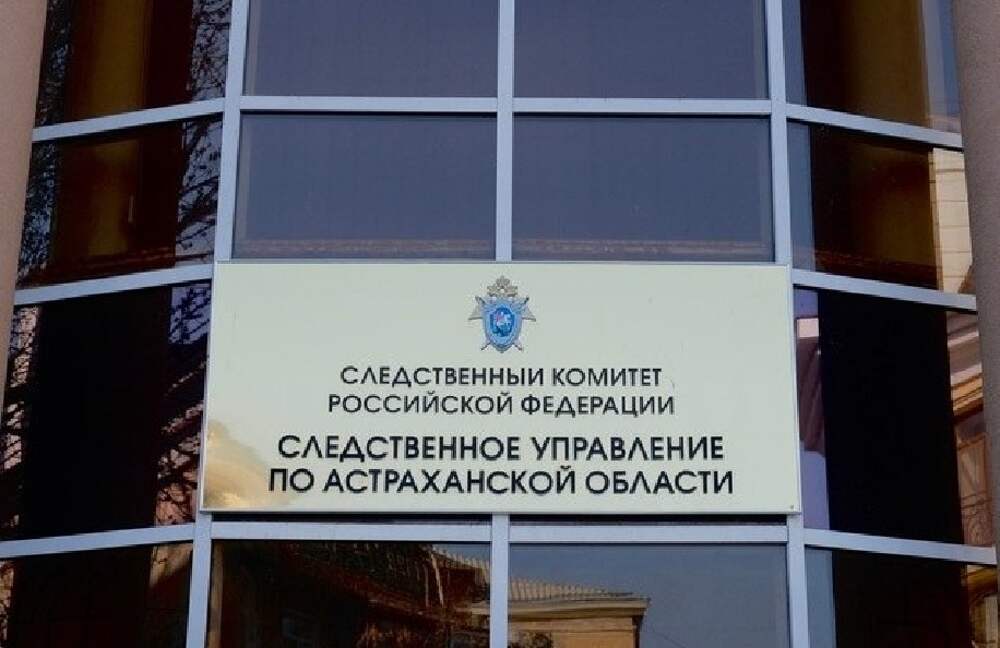 СЛЕДСТВЕННЫЙ КОМИТЕТ
РОССИЙСКОЙ ФЕДЕРАЦИИ
СЛЕДСТВЕННОЕ УПРАВЛЕНИЕ
ПО АСТРАХАНСКОЙ ОБЛАСТИ